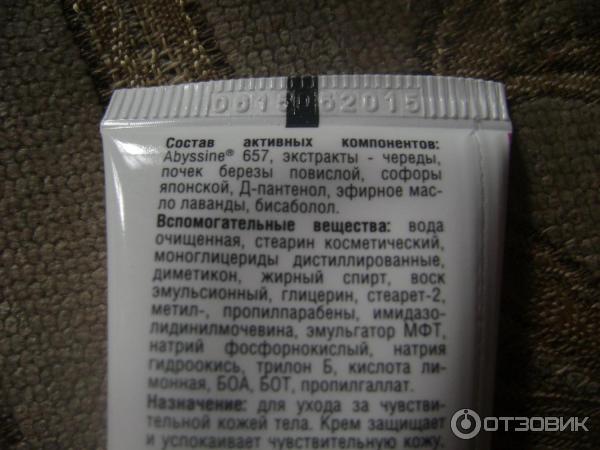 0015062015
Состав активных компонентов:
Abyssine® 657, экстракты - череды,
почек березы повислой, софоры
японской, Д-пантенол, эфирное мас-
ло лаванды, бисаболол.
Вспомогательные вещества: вода
очищенная, стеарин косметический,
моноглицериды дистиллированные,
диметикон, жирный спирт, воск
эмульсионный, глицерин, стеарет-2,
метил-, пропилпарабены, имидазо-
лидинилмочевина, эмульгатор МФТ,
натрий фосфорнокислый, натрия
гидроокись, трилон Б, кислота ли-
монная, БОА, БОТ, пропилгаллат.
Назначение: для ухода за чувстви-
тельной кожей тела. Крем защищает
и успокаивает чувствительную кожу.
ОТЗОВИК